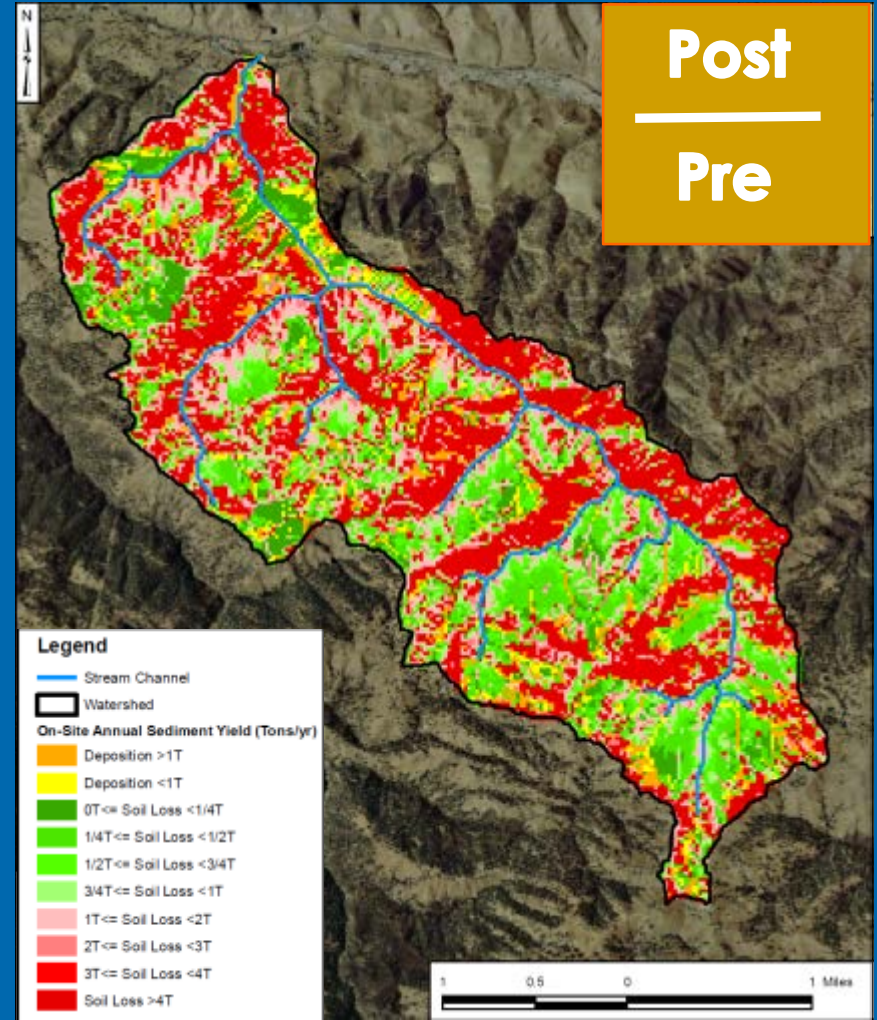 N
Post
Pre
Legend
Stream Channel
Watershed
On-Site Annual Sediment Yield (Tons/yr)
Deposition >1T
Deposition <1T
0T<= Soil Loss <1/4T
1/4T<= Soil Loss <1/2T
1/2T<= Soil Loss <3/4T
3/4T<= Soil Loss <1T
1T<= Soil Loss <2T
2T<= Soil Loss <3T
3T<= Soil Loss <4T
Soil Loss >4T
1 0.5 0 1 Miles